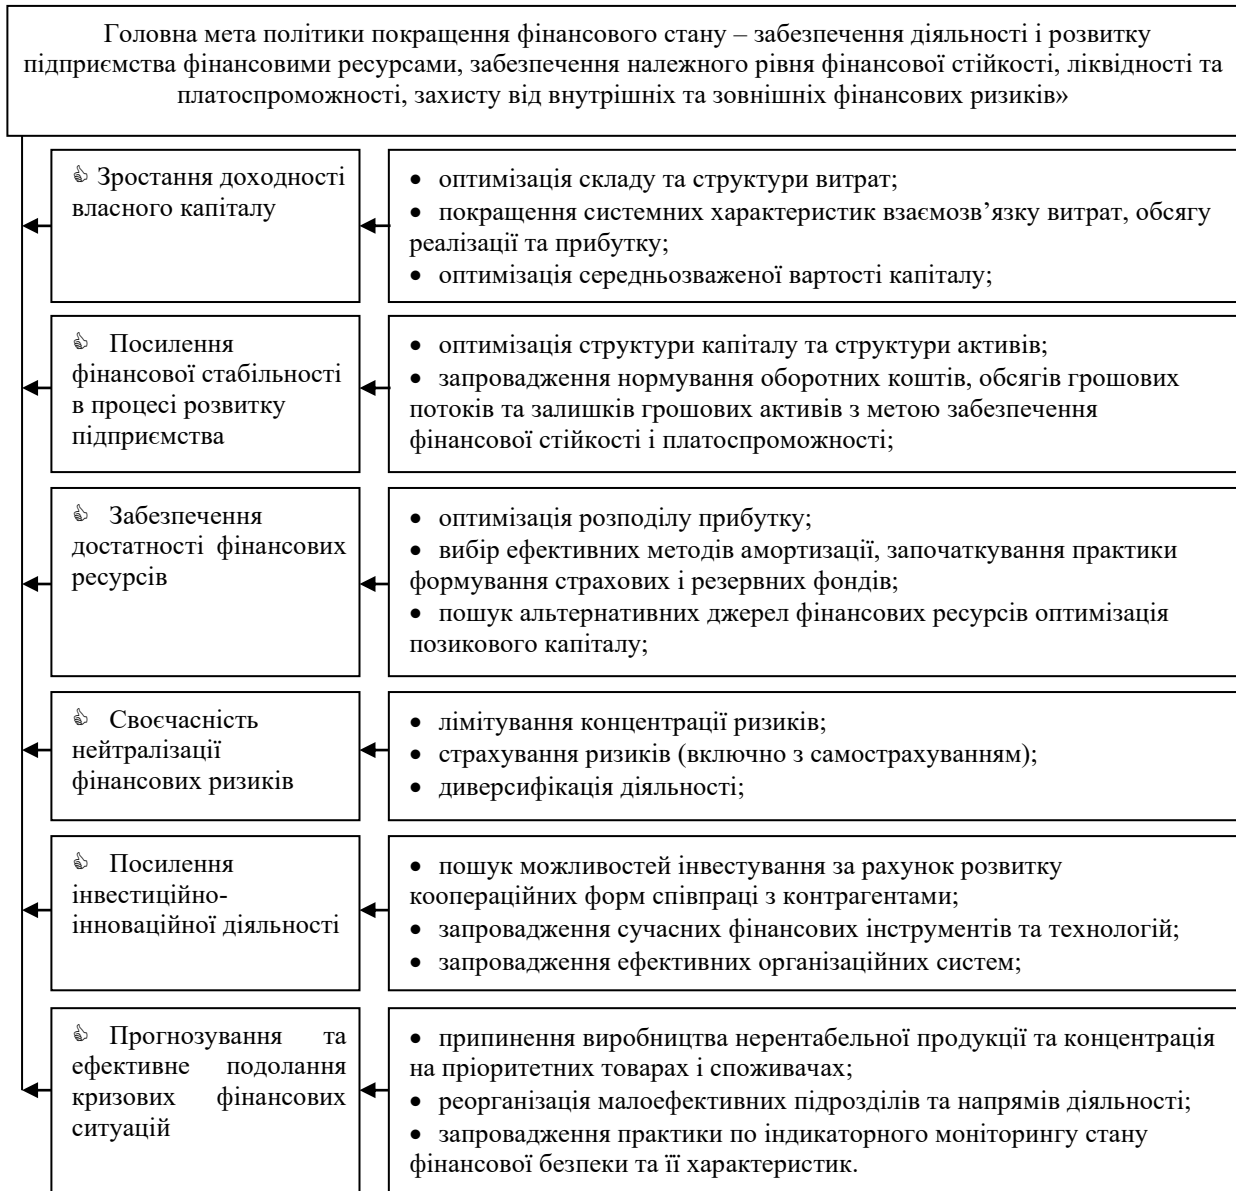 Головна мета політики покращення фінансового стану – забезпечення діяльності і розвитку
підприємства фінансовими ресурсами, забезпечення належного рівня фінансової стійкості, ліквідності та
платоспроможності, захисту від внутрішніх та зовнішніх фінансових ризиків»
👍 Зростання доходності
власного капіталу
• оптимізація складу та структури витрат;
• покращення системних характеристик взаємозв’язку витрат, обсягу
реалізації та прибутку;
• оптимізація середньозваженої вартості капіталу;
👍 Посилення
фінансової стабільності
в процесі розвитку
підприємства
• оптимізація структури капіталу та структури активів;
• запровадження нормування оборотних коштів, обсягів грошових
потоків та залишків грошових активів з метою забезпечення
фінансової стійкості і платоспроможності;
👍 Забезпечення
достатності фінансових
ресурсів
• оптимізація розподілу прибутку;
• вибір ефективних методів амортизації, започаткування практики
формування страхових і резервних фондів;
• пошук альтернативних джерел фінансових ресурсів оптимізація
позикового капіталу;
👍 Своєчасність
нейтралізації
фінансових ризиків
• лімітування концентрації ризиків;
• страхування ризиків (включно з самострахуванням);
• диверсифікація діяльності;
👍 Посилення
інвестиційно-
інноваційної діяльності
• пошук можливостей інвестування за рахунок розвитку
коопераційних форм співпраці з контрагентами;
• запровадження сучасних фінансових інструментів та технологій;
• запровадження ефективних організаційних систем;
👍 Прогнозування та
ефективне подолання
кризових фінансових
ситуацій
• припинення виробництва нерентабельної продукції та концентрація
на пріоритетних товарах і споживачах;
• реорганізація малоефективних підрозділів та напрямів діяльності;
• запровадження практики по індикаторного моніторингу стану
фінансової безпеки та її характеристик.